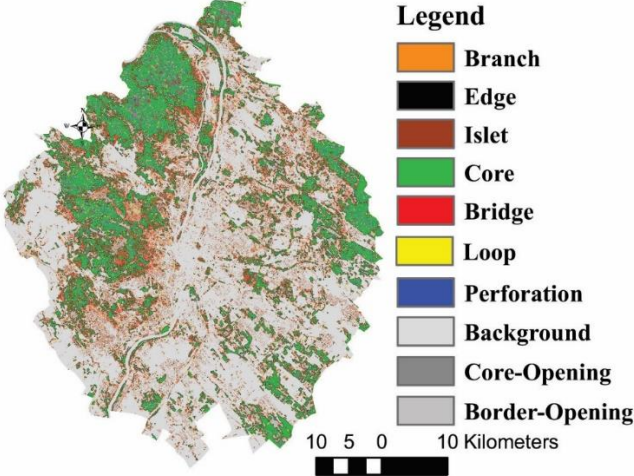 Legend
Branch
Edge
Islet
Core
Bridge
Loop
Perforation
Background
Core-Opening
Border-Opening
10 5 0 10 Kilometers